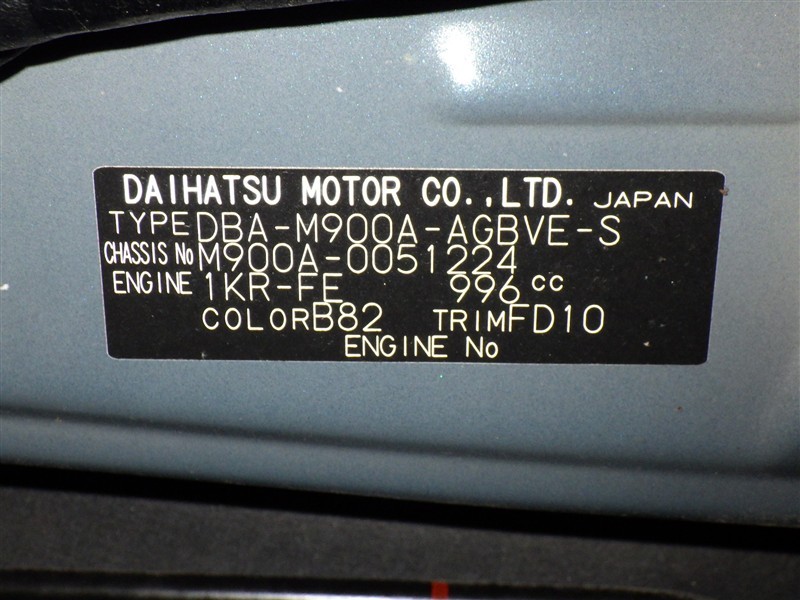 DAIHATSU MOTOR CO.,LTD. JAPAN
TYPE DBA-M900A-AGBVE-S
CHASSIS No M900A-0051224
ENGINE 1KR-FE 996 cc
COLOR B82 TRIM FD10
ENGINE No